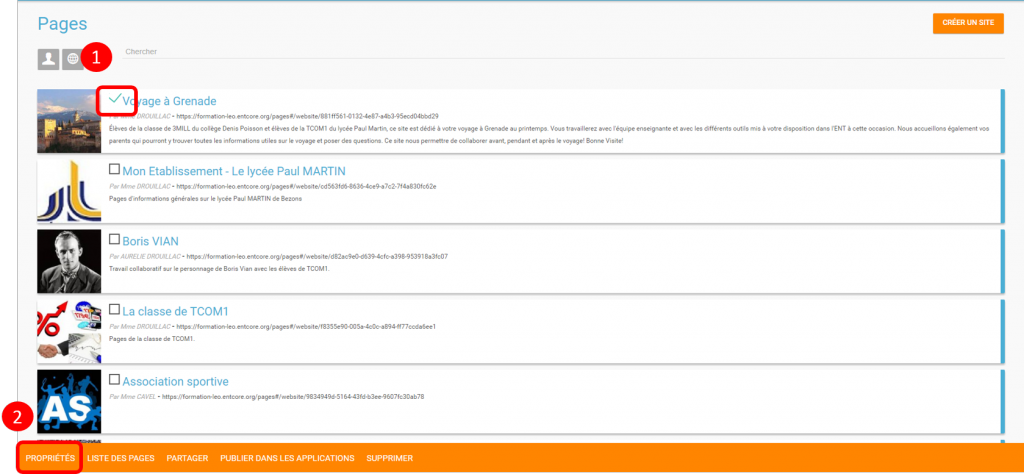 Pages
CRÉER UN SITE
1
Chercher
Voyage à Grenade
Par Mme DROUILLAC - https://formation-leo.entcore.org/pages#/website/881ff561-0132-4e87-a4b3-95ecd04bbd29
Élèves de la classe de 3MILL du collège Denis Poisson et élèves de la TCOM1 du lycée Paul Martin, ce site est dédié à votre voyage à Grenade au printemps. Vous travaillerez avec l'équipe enseignante et avec les différents outils mis à votre disposition dans l'ENT à cette occasion. Nous accueillons également vos
parents qui pourront y trouver toutes les informations utiles sur le voyage et poser des questions. Ce site nous permettre de collaborer avant, pendant et après le voyage! Bonne Visite!
Mon Etablissement - Le lycée Paul MARTIN
Par Mme DROUILLAC - https://formation-leo.entcore.org/pages#/website/cd563fd6-8636-4ce9-a7c2-7f4a830fc62e
Pages d'informations générales sur le lycée Paul MARTIN de Bezons
Boris VIAN
Par AURELIE DROUILLAC - https://formation-leo.entcore.org/pages#/website/d82ac9e0-d639-4cfc-a398-953918a3fc07
Travail collaboratif sur le personnage de Boris Vian avec les élèves de TCOM1.
La classe de TCOM1
Par Mme DROUILLAC - https://formation-leo.entcore.org/pages#/website/f8355e90-005a-4c0c-a894-ff77ccda6ee1
Pages de la classe de TCOM1.
Association sportive
Par Mme CAVEL - https://formation-leo.entcore.org/pages#/website/9834949d-5164-43fd-b3ee-9607fc30ab78
AS
2
PROPRIÉTÉS LISTE DES PAGES PARTAGER PUBLIER DANS LES APPLICATIONS SUPPRIMER